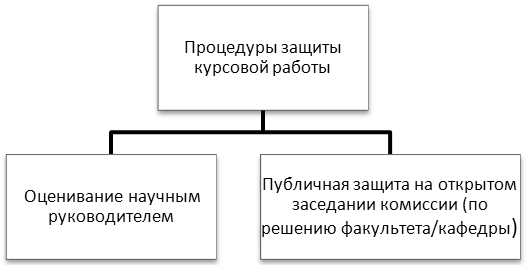 Процедуры защиты
курсовой работы
Оценивание научным
руководителем
Публичная защита на открытом
заседании комиссии (по
решению факультета/кафедры)